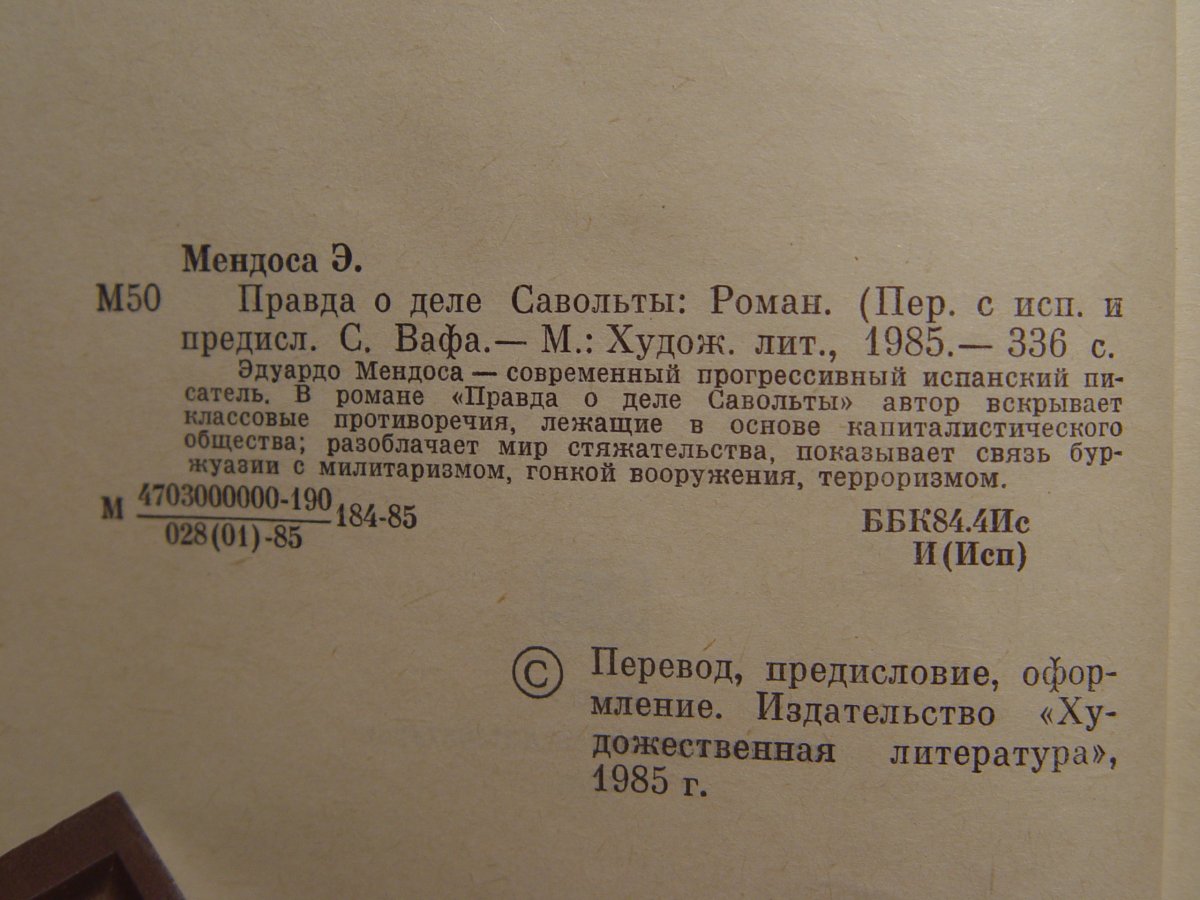 Мендоса Э.
М50 Правда о деле Савольты: Роман. (Пер. с исп. и
предисл. С. Вафа.— М.: Худож. лит., 1985.— 336 с.
Эдуардо Мендоса — современный прогрессивный испанский пи-
сатель. В романе «Правда о деле Савольты» автор вскрывает
классовые противоречия, лежащие в основе капиталистического
общества; разоблачает мир стяжательства, показывает связь бур-
жуазии с милитаризмом, гонкой вооружения, терроризмом.
М 4703000000-190
028(01)-85
184-85
ББК84.4Ис
И(Исп)
© Перевод, предисловие, офор-
мление. Издательство «Ху-
дожественная литература»,
1985 г.